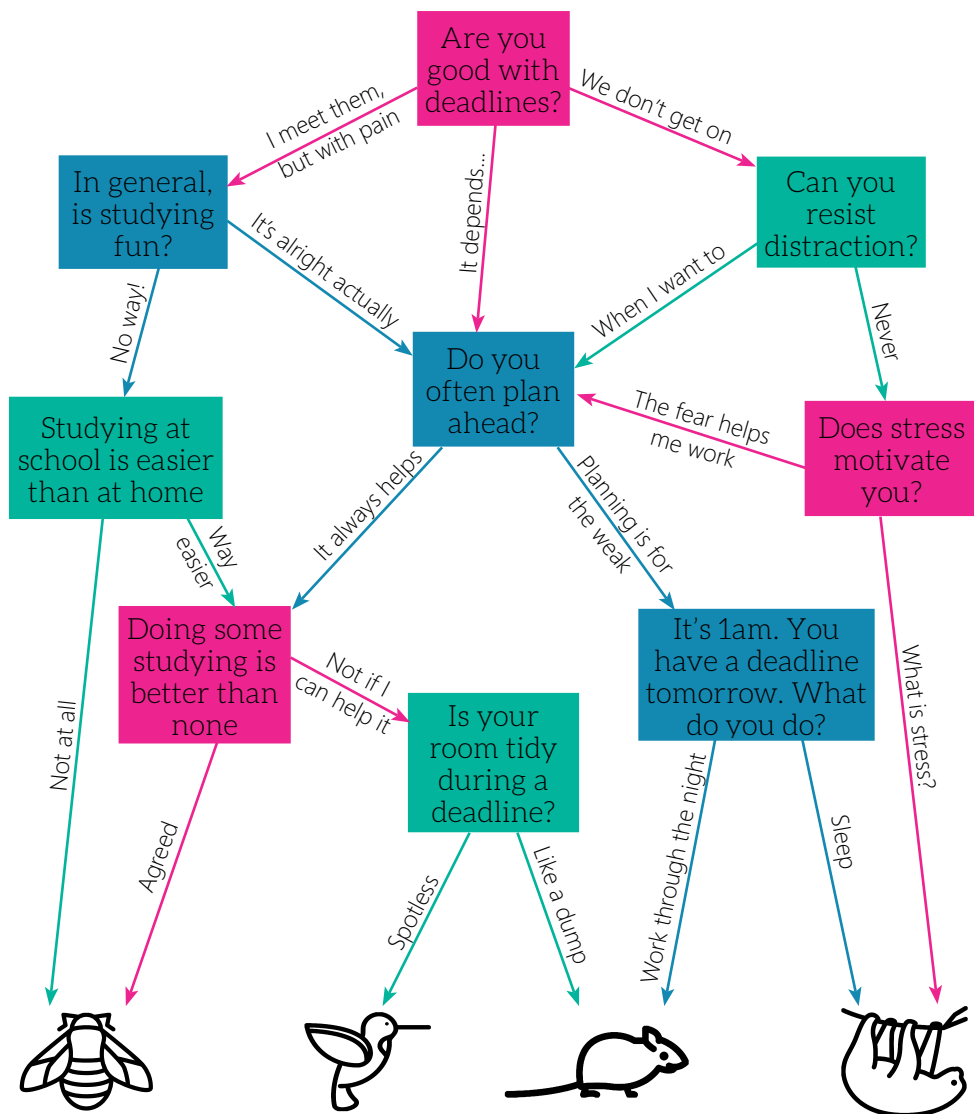 Are you
good with
deadlines?
I meet them,
but with pain
We don't get on
It depends...
In general,
is studying
fun?
Can you
resist
distraction?
It's alright actually
When I want to
No way!
Never
Do you
often plan
ahead?
Studying at
school is easier
than at home
The fear helps
me work
Does stress
motivate
you?
Way
easier
It always helps
Planning is for
the weak
Doing some
studying is
better than
none
It's 1am. You
have a deadline
tomorrow. What
do you do?
Not at all
Not if I
can help it
What is stress?
Is your
room tidy
during a
deadline?
Agreed
Spotless
Like a dump
Work through the night
Sleep